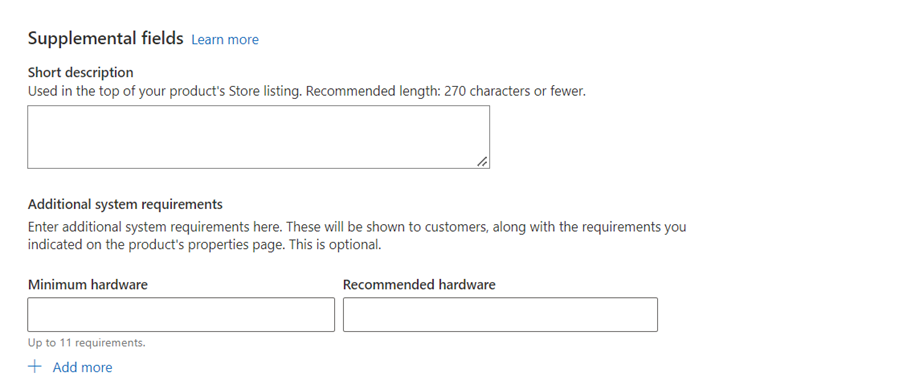 Supplemental fields Learn more
Short description
Used in the top of your product's Store listing. Recommended length: 270 characters or fewer.
Additional system requirements
Enter additional system requirements here. These will be shown to customers, along with the requirements you
indicated on the product's properties page. This is optional.
Minimum hardware Recommended hardware
Up to 11 requirements.
+ Add more